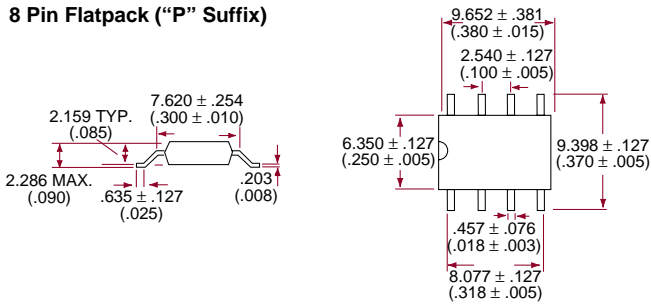 8 Pin Flatpack (“P” Suffix)
7.620 ± .254
(.300 ± .010)
2.159 TYP.
(.085)
2.286 MAX.
(.090)
.635 ± .127
(.025)
.203
(.008)
9.652 ± .381
(.380 ± .015)
2.540 ± .127
(.100 ± .005)
6.350 ± .127
(.250 ± .005)
9.398 ± .127
(.370 ± .005)
.457 ± .076
(.018 ± .003)
8.077 ± .127
(.318 ± .005)